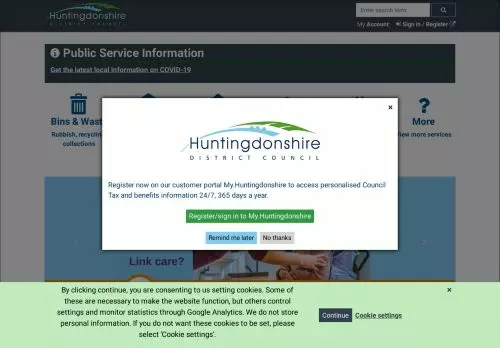 Huntingdonshire
DISTRICT COUNCIL
Enter search term
My Account: Sign in / Register
Public Service Information
Get the latest local Information on COVID-19
Bins & Wast
Rubbish, recycling
collections
More
View more services
×
Huntingdonshire
DISTRICT COUNCIL
Register now on our customer portal My.Huntingdonshire to access personalised Council
Tax and benefits information 24/7, 365 days a year.
Register/sign in to My.Huntingdonshire
Remind me later No thanks
Link care?
By clicking continue, you are consenting to us setting cookies. Some of
these are necessary to make the website function, but others control
settings and monitor statistics through Google Analytics. We do not store
personal information. If you do not want these cookies to be set, please
select 'Cookie settings'.
×
Continue Cookie settings